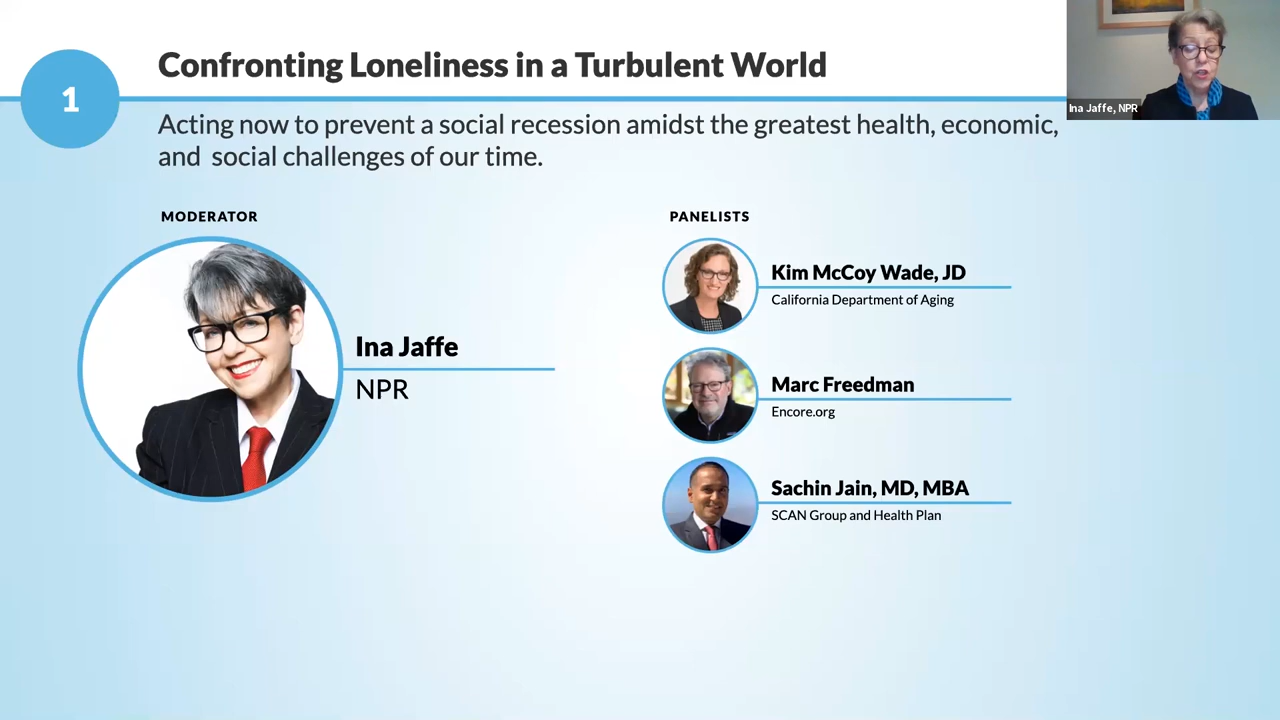 1
Confronting Loneliness in a Turbulent World
Ina Jaffe, NPR
Acting now to prevent a social recession amidst the greatest health, economic,
and social challenges of our time.
MODERATOR
Ina Jaffe
NPR
PANELISTS
Kim McCoy Wade, JD
California Department of Aging
Marc Freedman
Encore.org
Sachin Jain, MD, MBA
SCAN Group and Health Plan